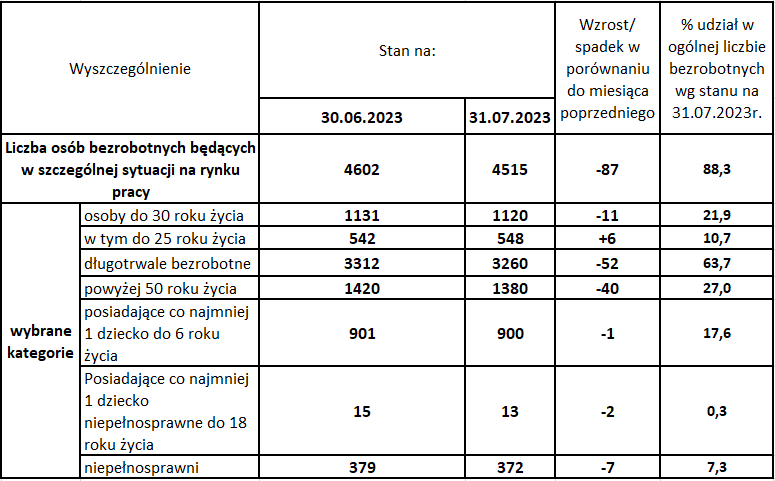 Wyszczególnienie
Stan na:
Wzrost/
spadek w
porównaniu
do miesiąca
poprzedniego
% udział w
ogólnej liczbie
bezrobotnych
wg stanu na
31.07.2023r.
30.06.2023
31.07.2023
Liczba osób bezrobotnych będących
w szczególnej sytuacji na rynku
pracy
4602
4515
-87
88,3
wybrane
kategorie
osoby do 30 roku życia
1131
1120
-11
21,9
w tym do 25 roku życia
542
548
+6
10,7
długotrwale bezrobotne
3312
3260
-52
63,7
powyżej 50 roku życia
1420
1380
-40
27,0
posiadające co najmniej
1 dziecko do 6 roku
życia
901
900
-1
17,6
Posiadające co najmniej
1 dziecko
niepełnosprawne do 18
roku życia
15
13
-2
0,3
niepełnosprawni
379
372
-7
7,3